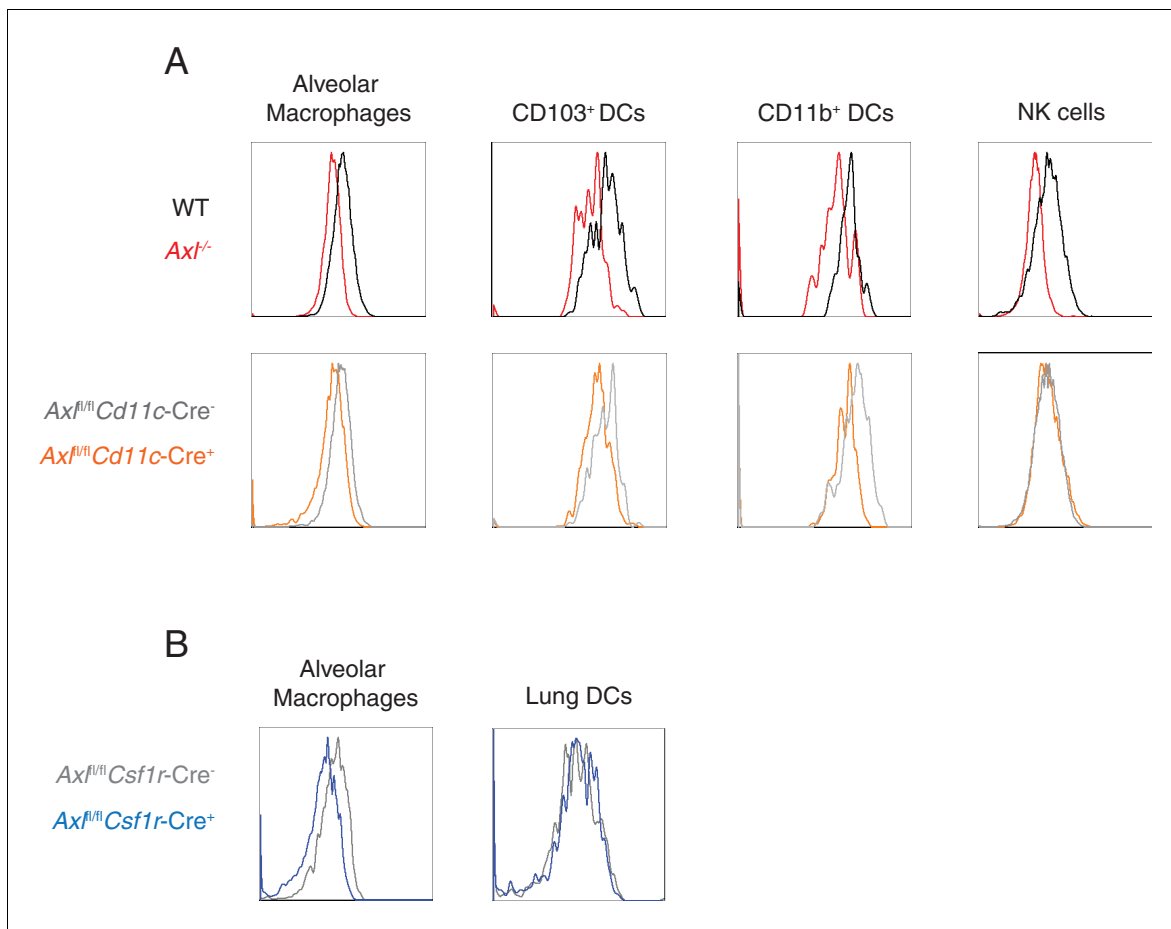 A
Alveolar
Macrophages
CD103⁺ DCs
CD11b⁺ DCs
NK cells
WT
Axl⁻/⁻
Axlᶠˡ/ᶠˡCd11c-Cre⁻
Axlᶠˡ/ᶠˡCd11c-Cre⁺
B
Alveolar
Macrophages
Lung DCs
Axlᶠˡ/ᶠˡCsf1r-Cre⁻
Axlᶠˡ/ᶠˡCsf1r-Cre⁺